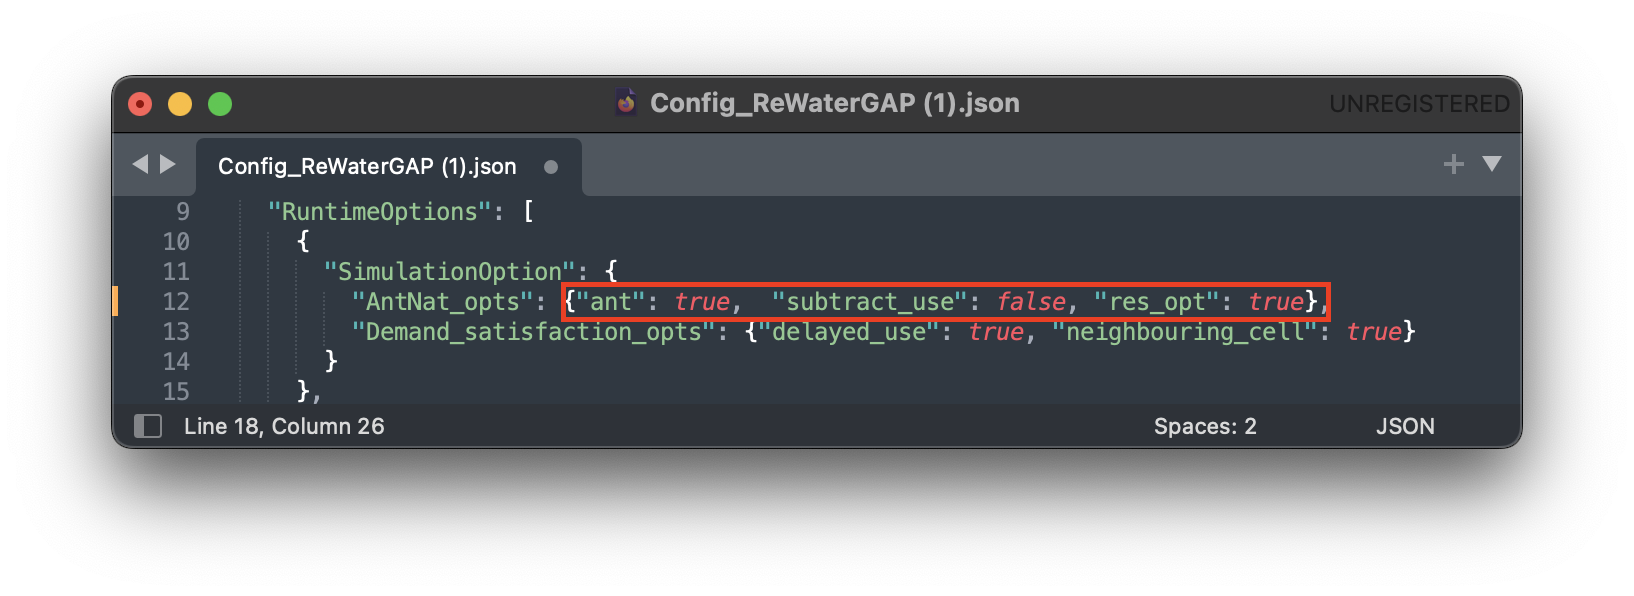 Config_ReWaterGAP (1).json
UNREGISTERED
Config_ReWaterGAP (1).json
9 "RuntimeOptions": [
10 {
11 "SimulationOption": {
12 "AntNat_opts": {"ant": true,  "subtract_use": false, "res_opt": true},
13 "Demand_satisfaction_opts": {"delayed_use": true, "neighbouring_cell": true}
14 }
15 },
Line 18, Column 26
Spaces: 2
JSON